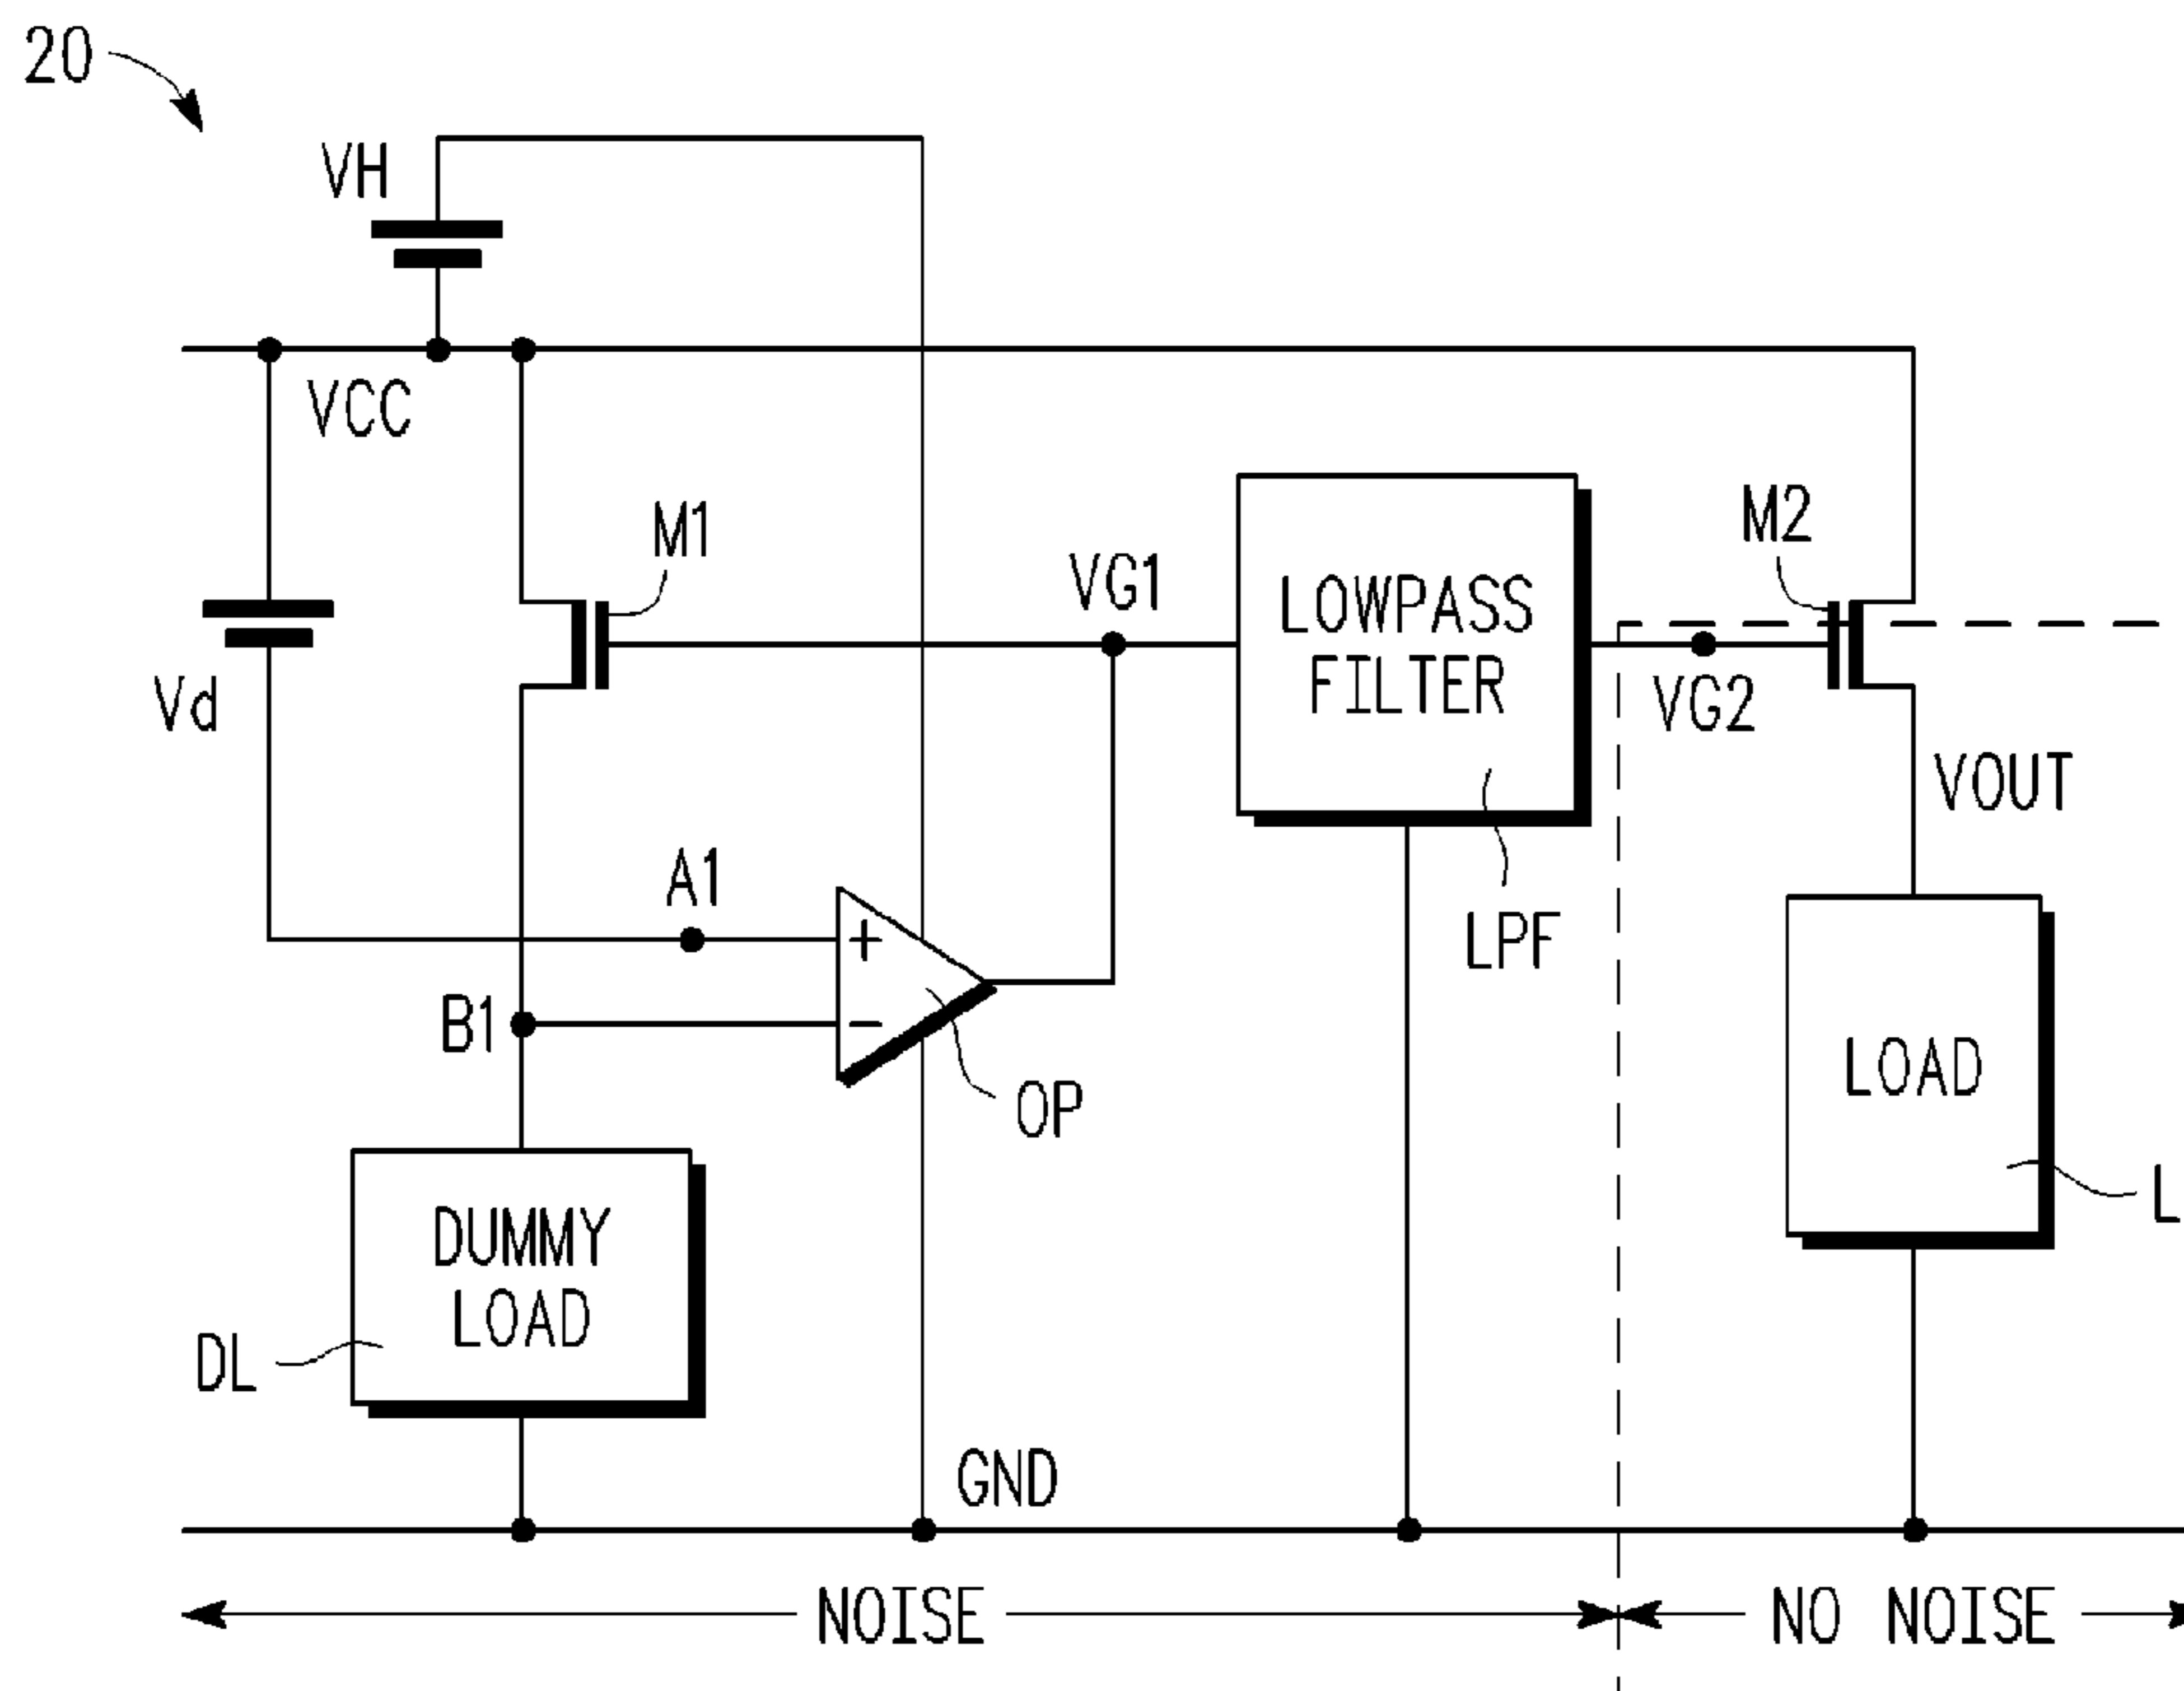 20
VH
VCC
M1
M2
VG1
LOWPASS
FILTER
Vd
VG2
VOUT
A1
+
LPF
B1
−
LOAD
OP
L
DUMMY
LOAD
DL
GND
NOISE
NO NOISE